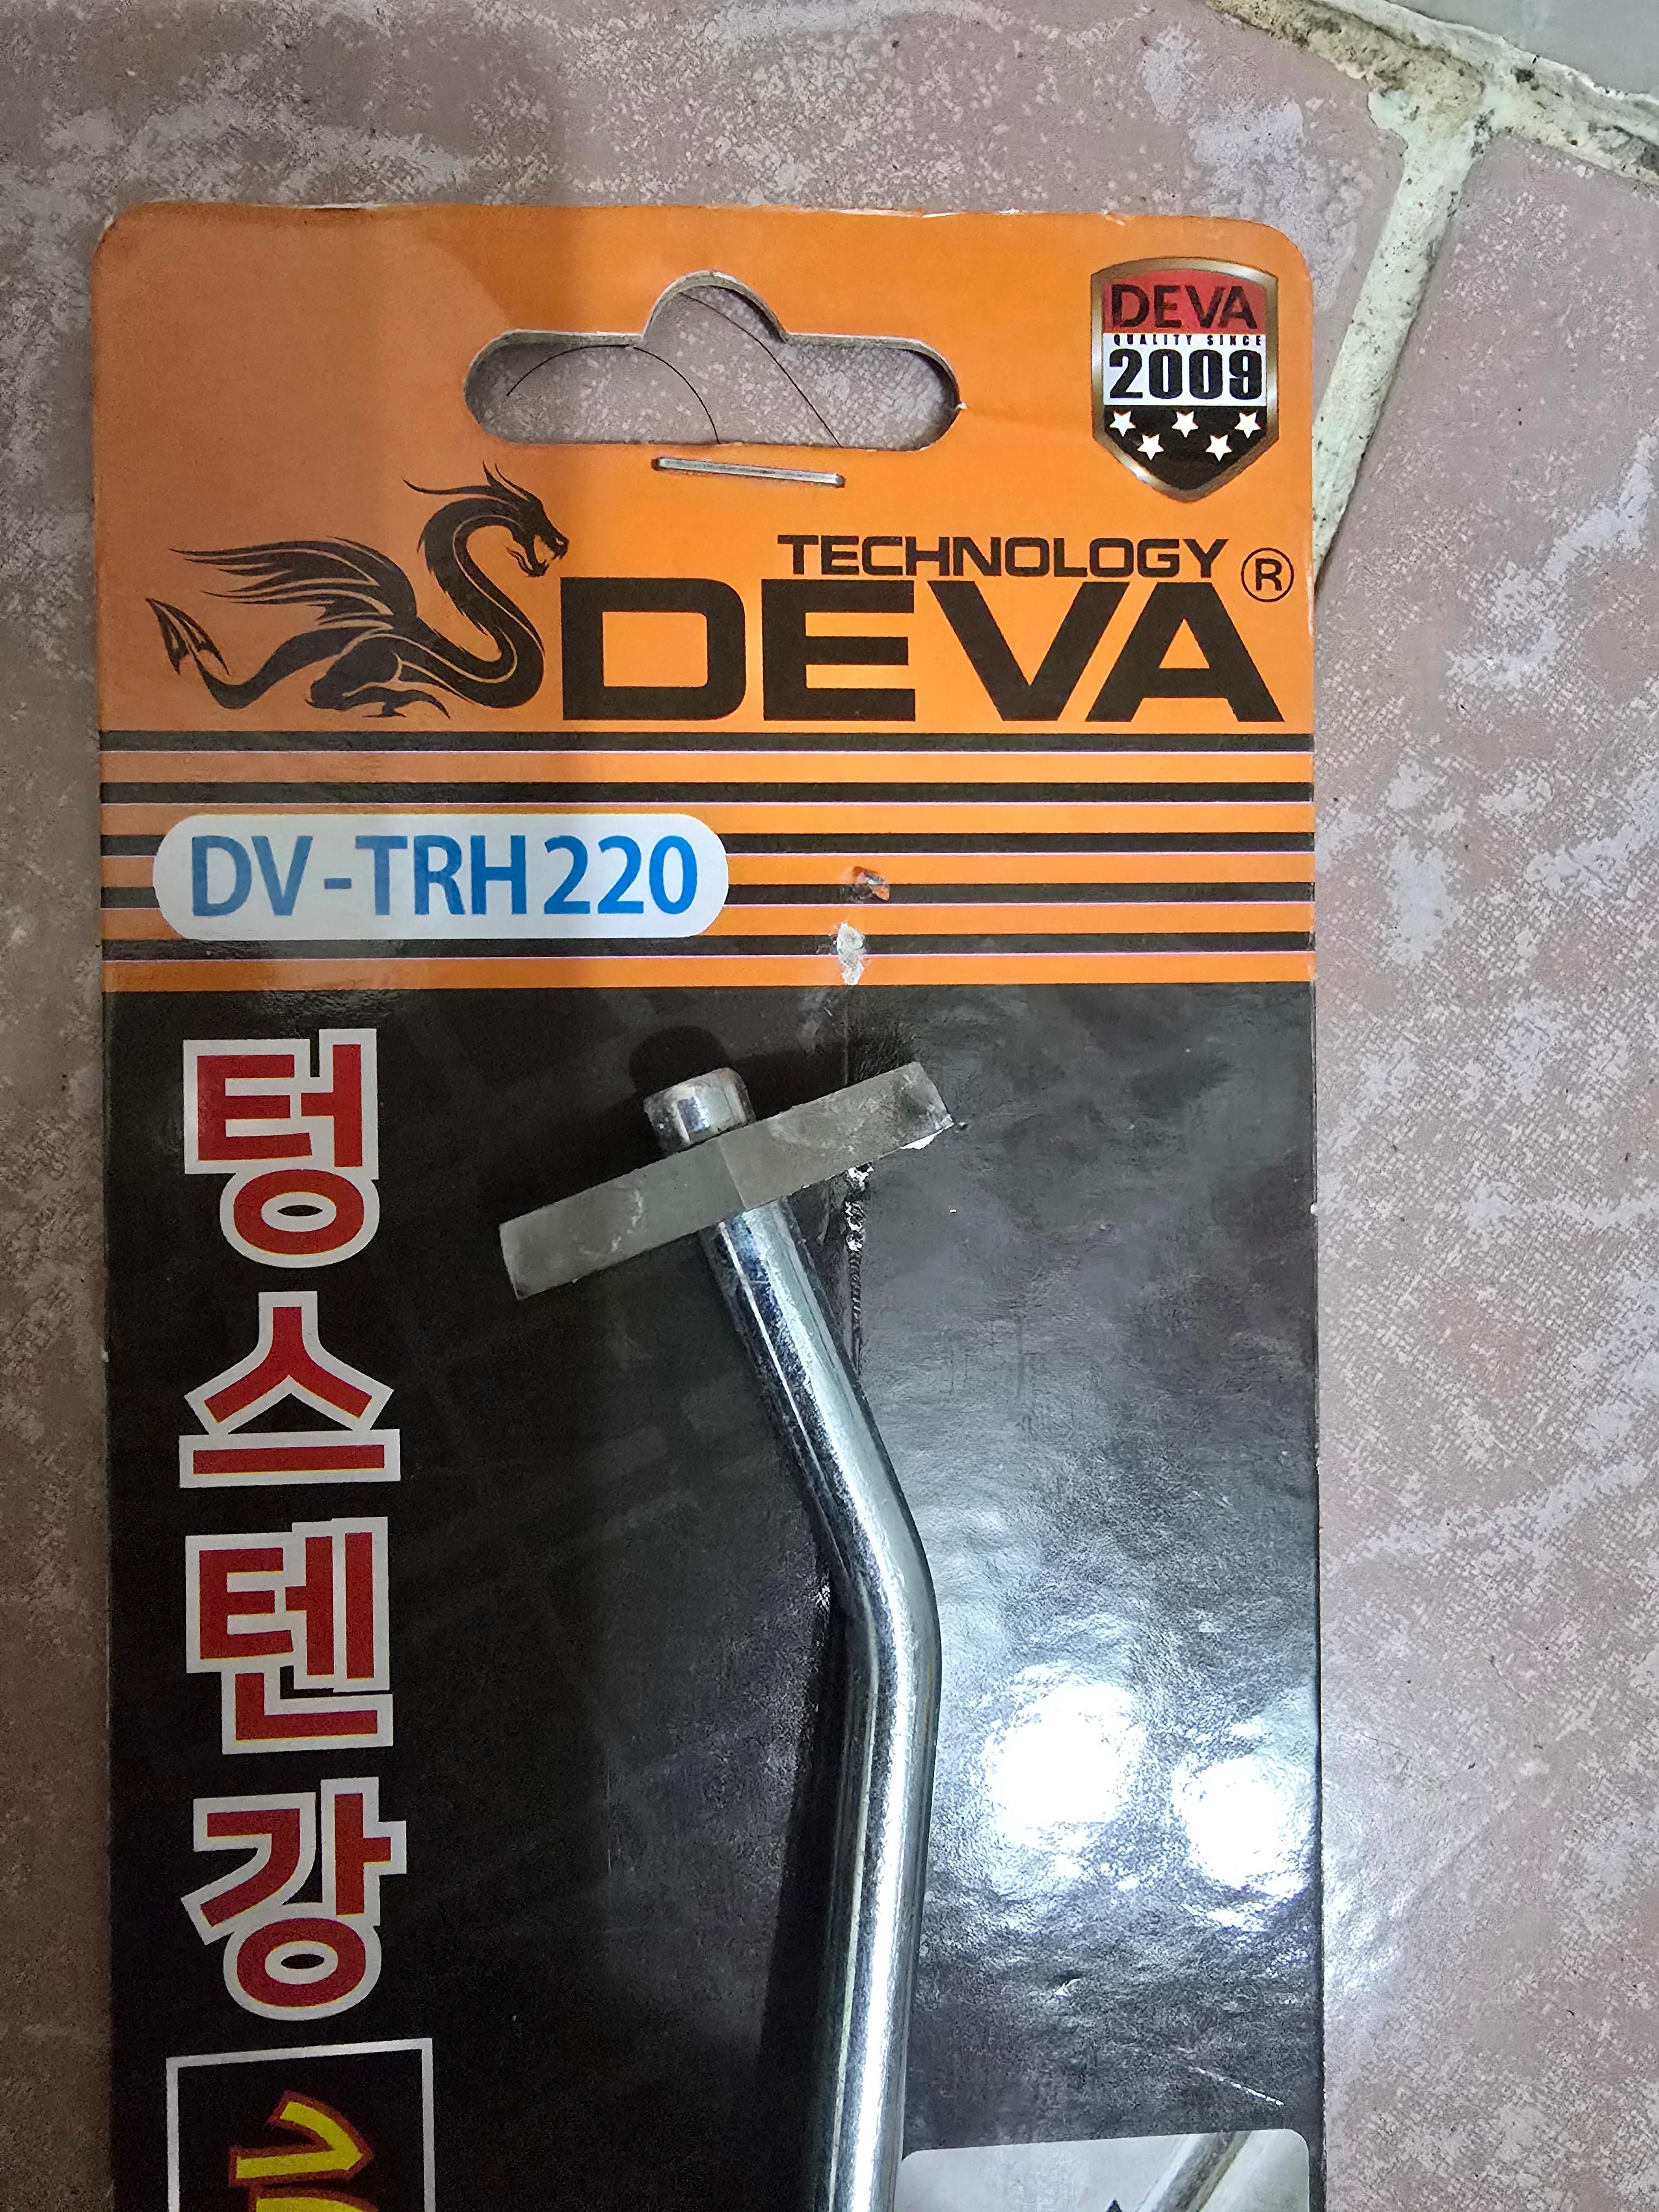 DEVA
QUALITY SINCE
2009
TECHNOLOGY
DEVA®
DV-TRH220
텅스텐강